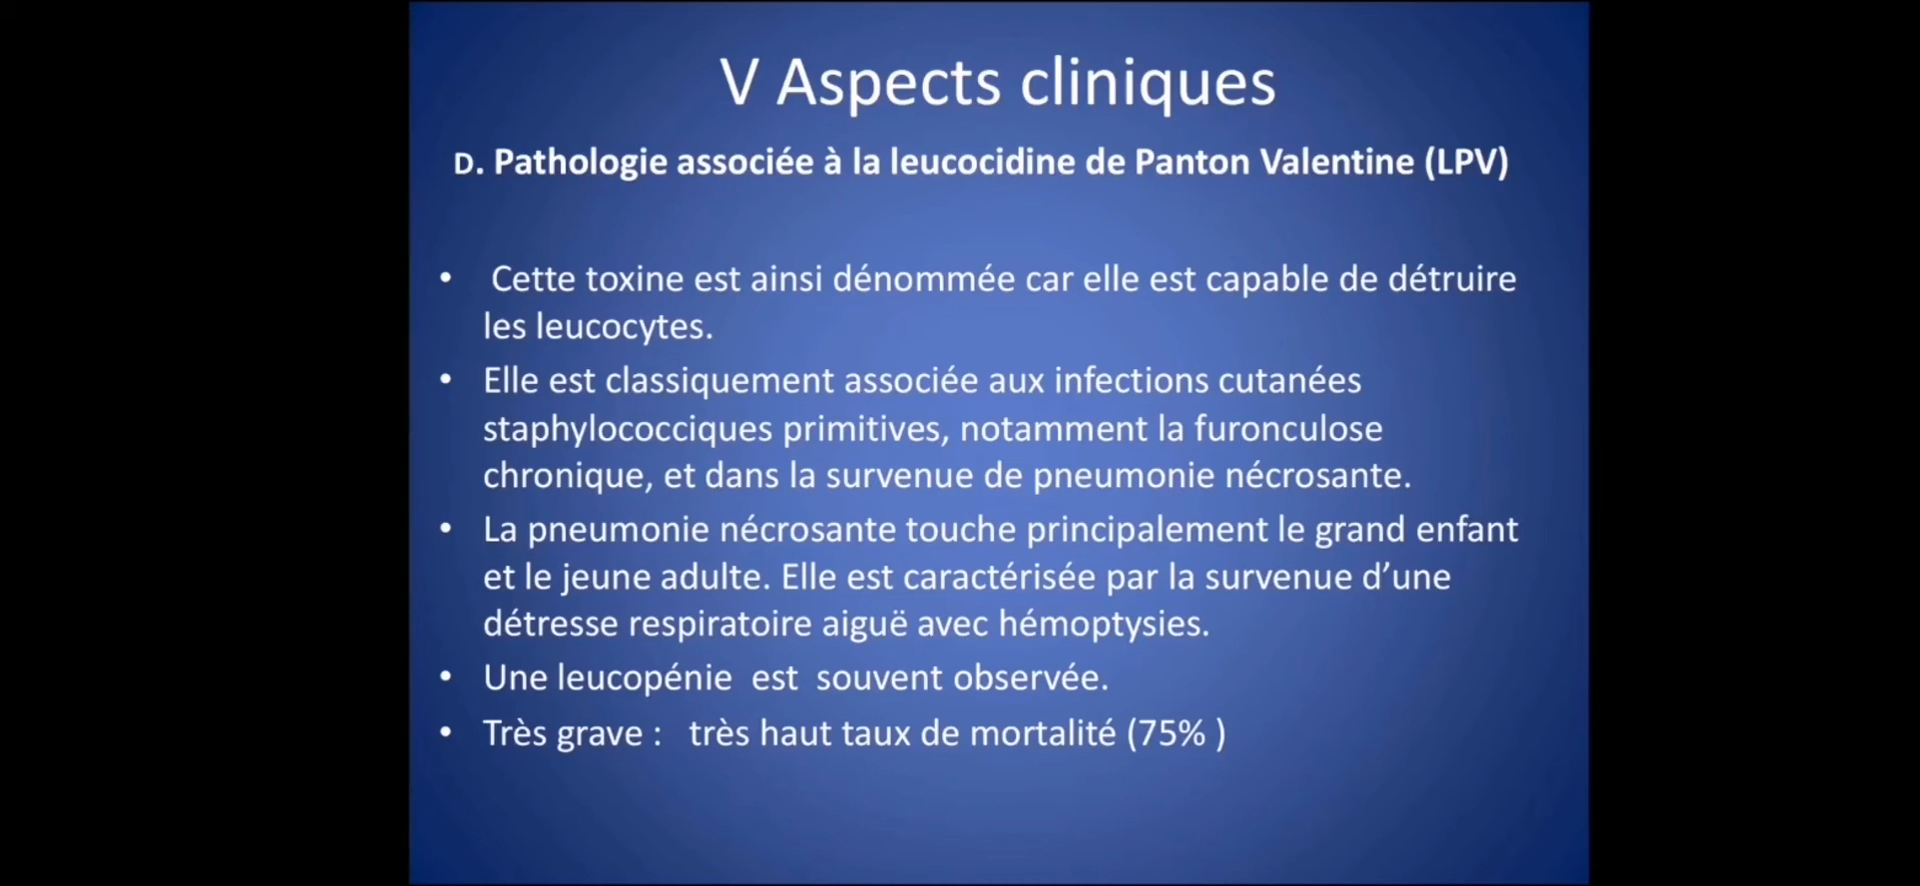 V Aspects cliniques
D. Pathologie associée à la leucocidine de Panton Valentine (LPV)
• Cette toxine est ainsi dénommée car elle est capable de détruire
les leucocytes.
• Elle est classiquement associée aux infections cutanées
staphylococciques primitives, notamment la furonculose
chronique, et dans la survenue de pneumonie nécrosante.
• La pneumonie nécrosante touche principalement le grand enfant
et le jeune adulte. Elle est caractérisée par la survenue d’une
détresse respiratoire aiguë avec hémoptysies.
• Une leucopénie est souvent observée.
• Très grave : très haut taux de mortalité (75% )